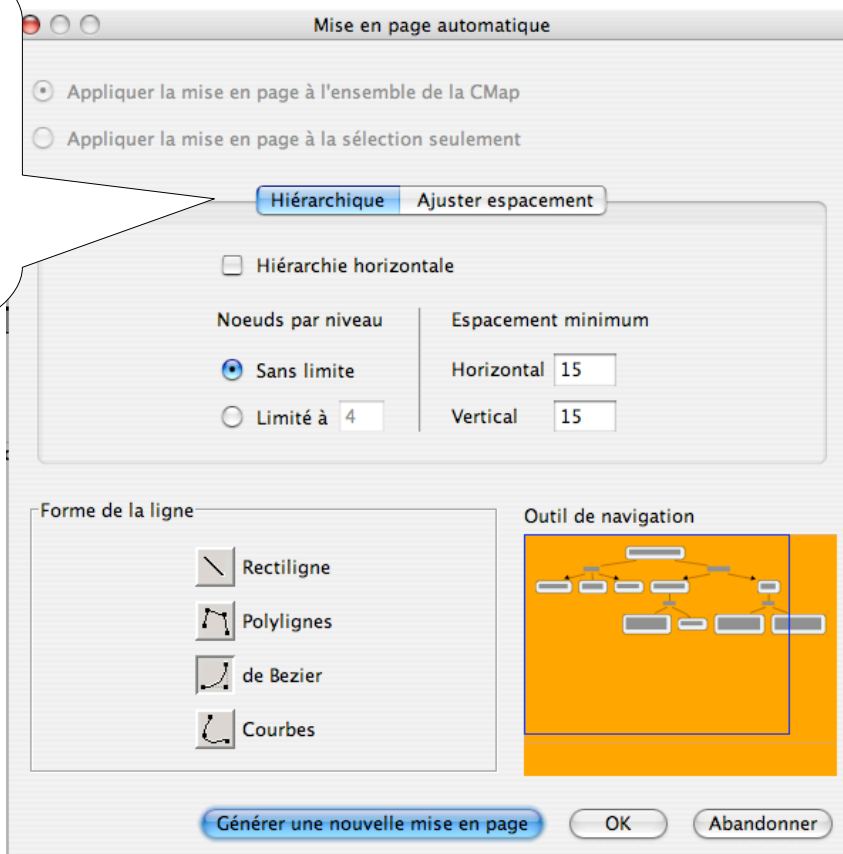 Mise en page automatique
Appliquer la mise en page à l'ensemble de la CMap
Appliquer la mise en page à la sélection seulement
Hiérarchique Ajuster espacement
Hiérarchie horizontale
Noeuds par niveau Espacement minimum
Sans limite Horizontal 15
Limité à 4 Vertical 15
Forme de la ligne Outil de navigation
Rectiligne
Polylignes
de Bezier
Courbes
Générer une nouvelle mise en page OK Abandonner